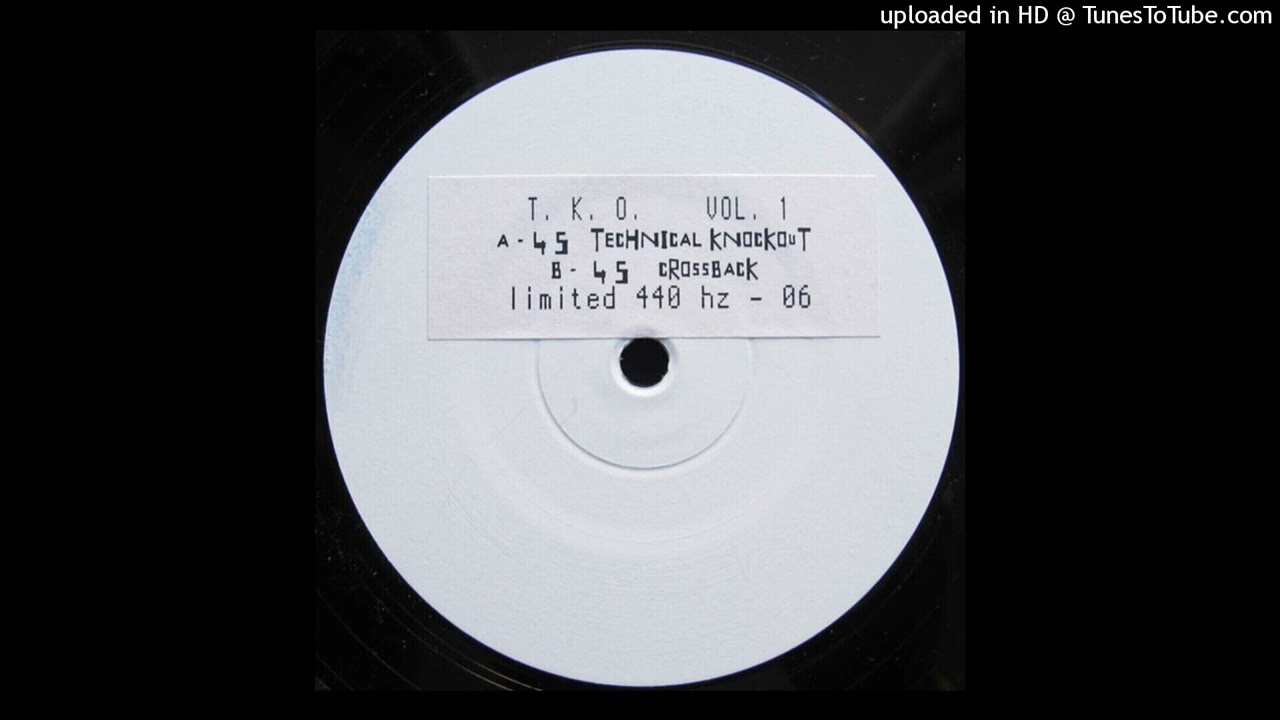 uploaded in HD @ TunesToTube.com
T. K. O. VOL. 1
A - 45 TECHNICAL KNOCKOuT
B - 45 CROSSBACK
limited 440 hz - 06